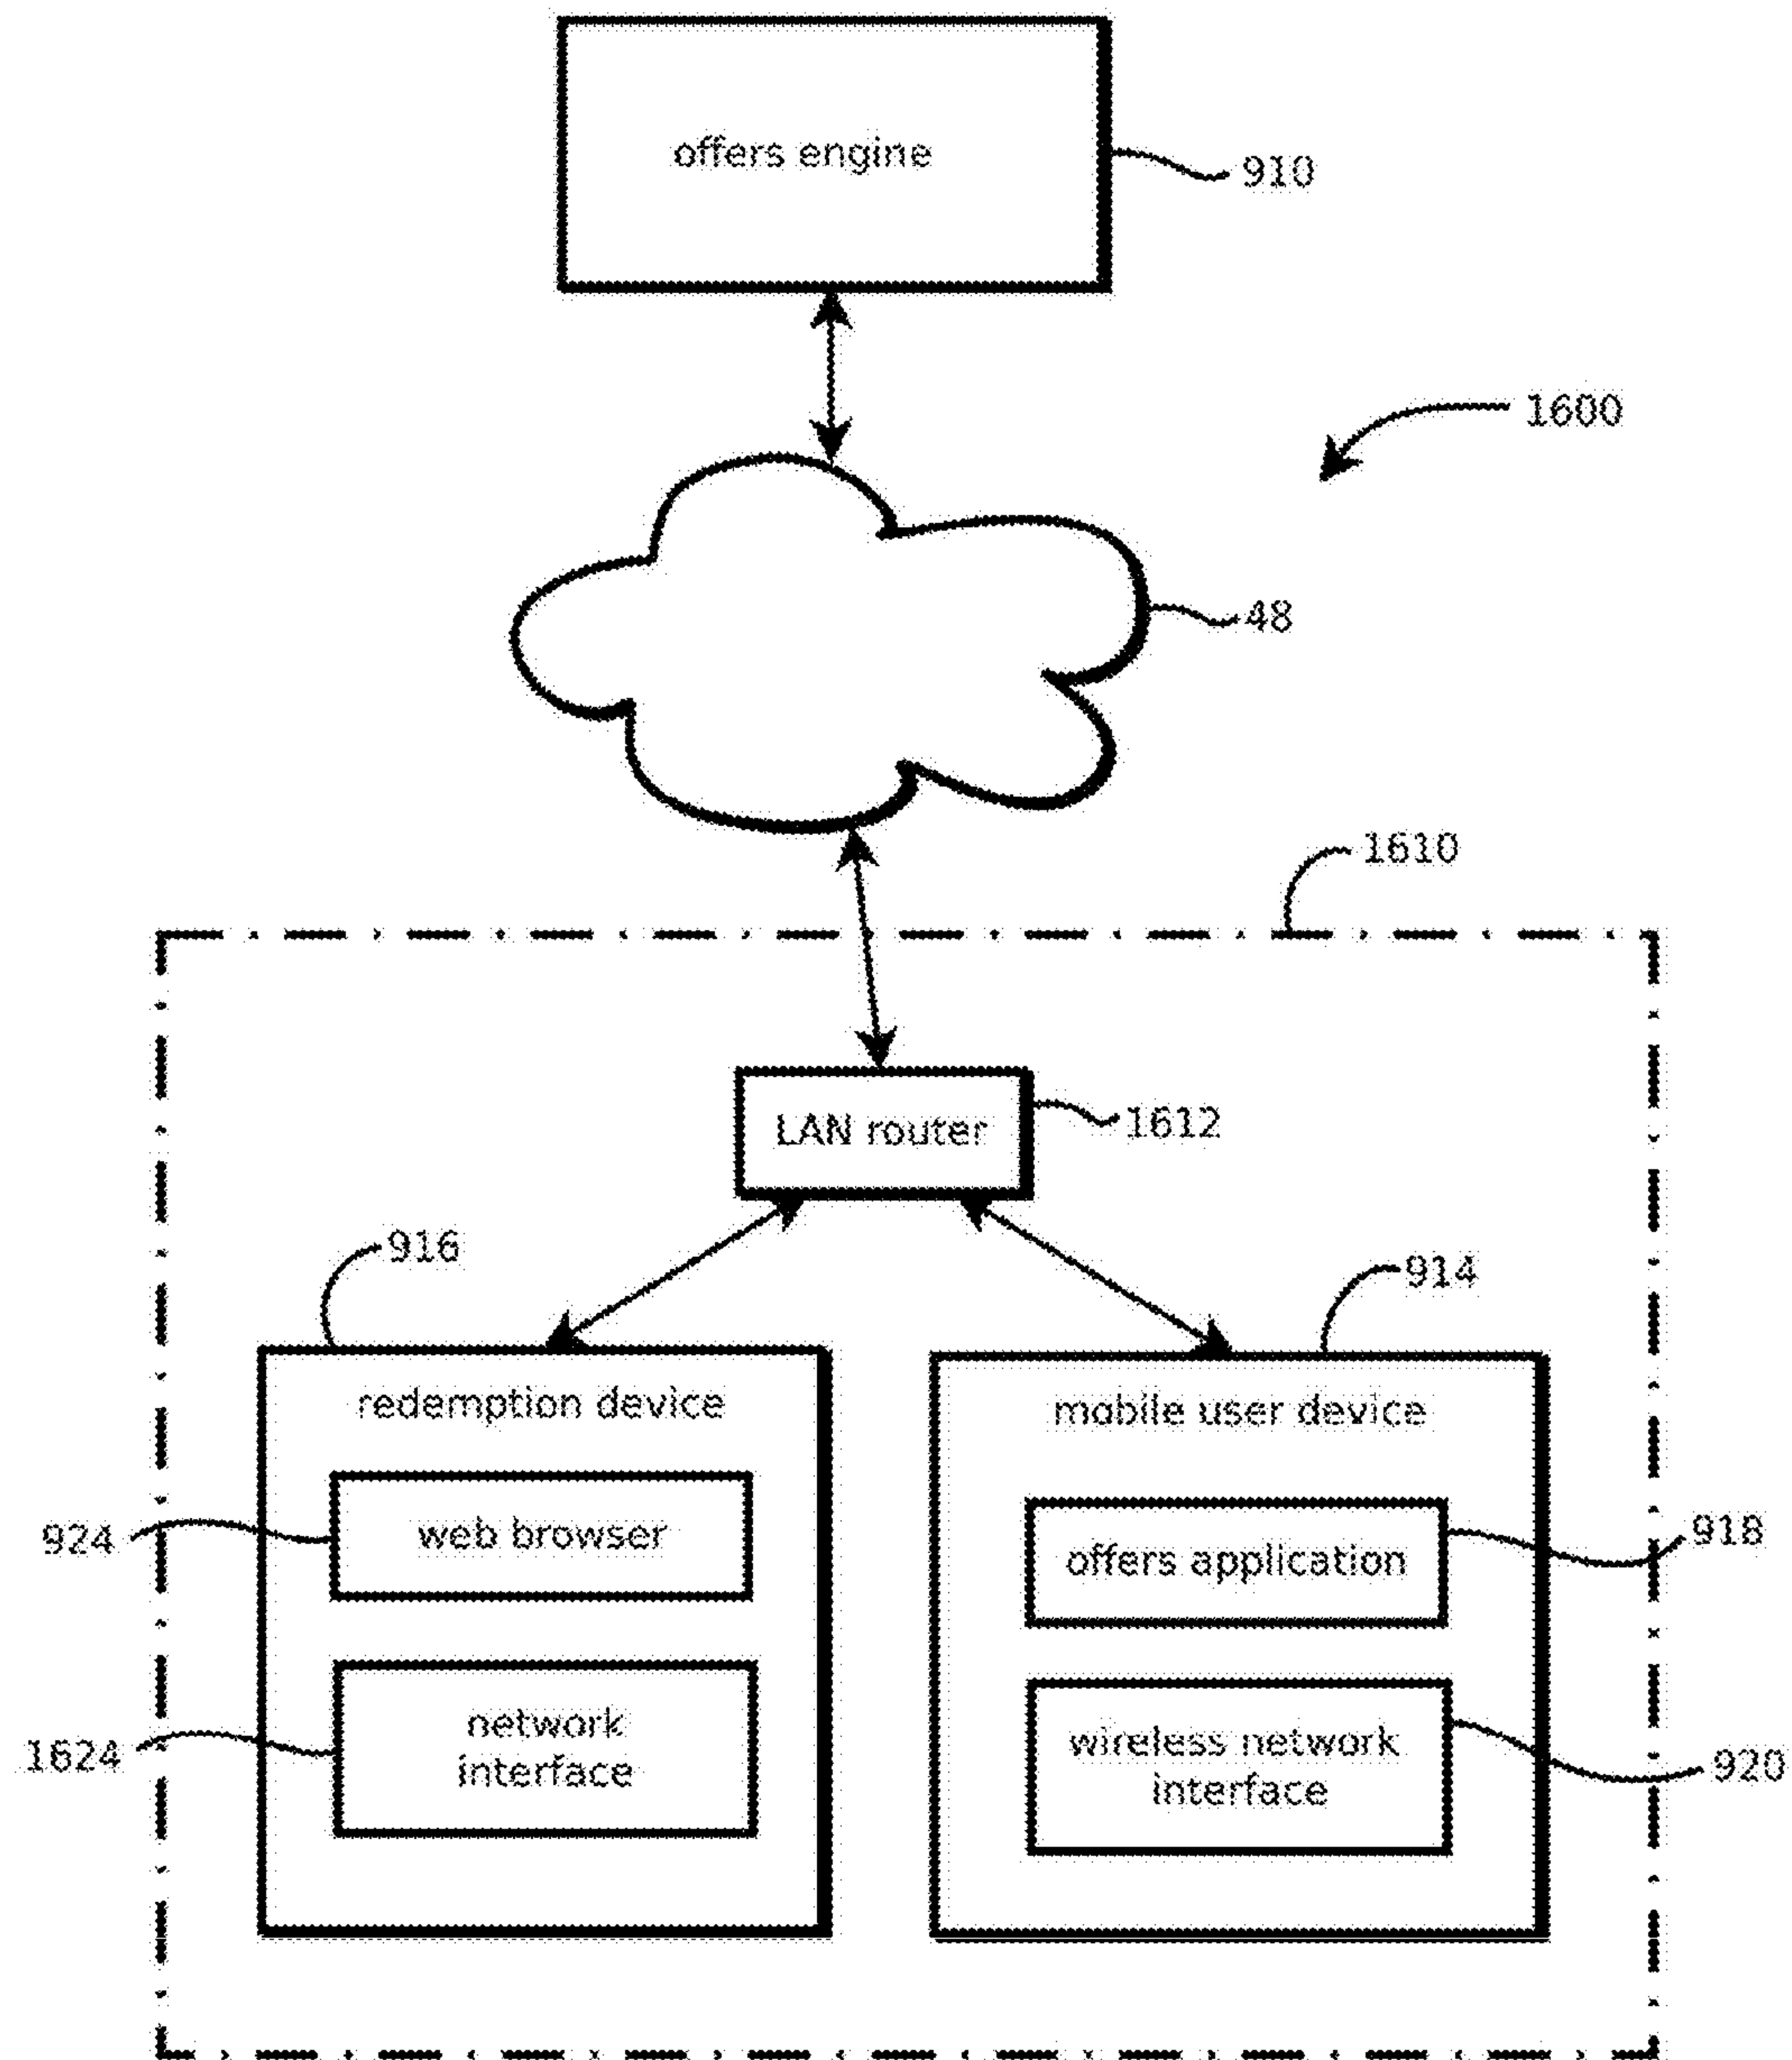 offers engine
910
1600
48
1610
LAN router
1612
916
914
redemption device
mobile user device
924
web browser
offers application
918
1624
network
interface
wireless network
interface
920